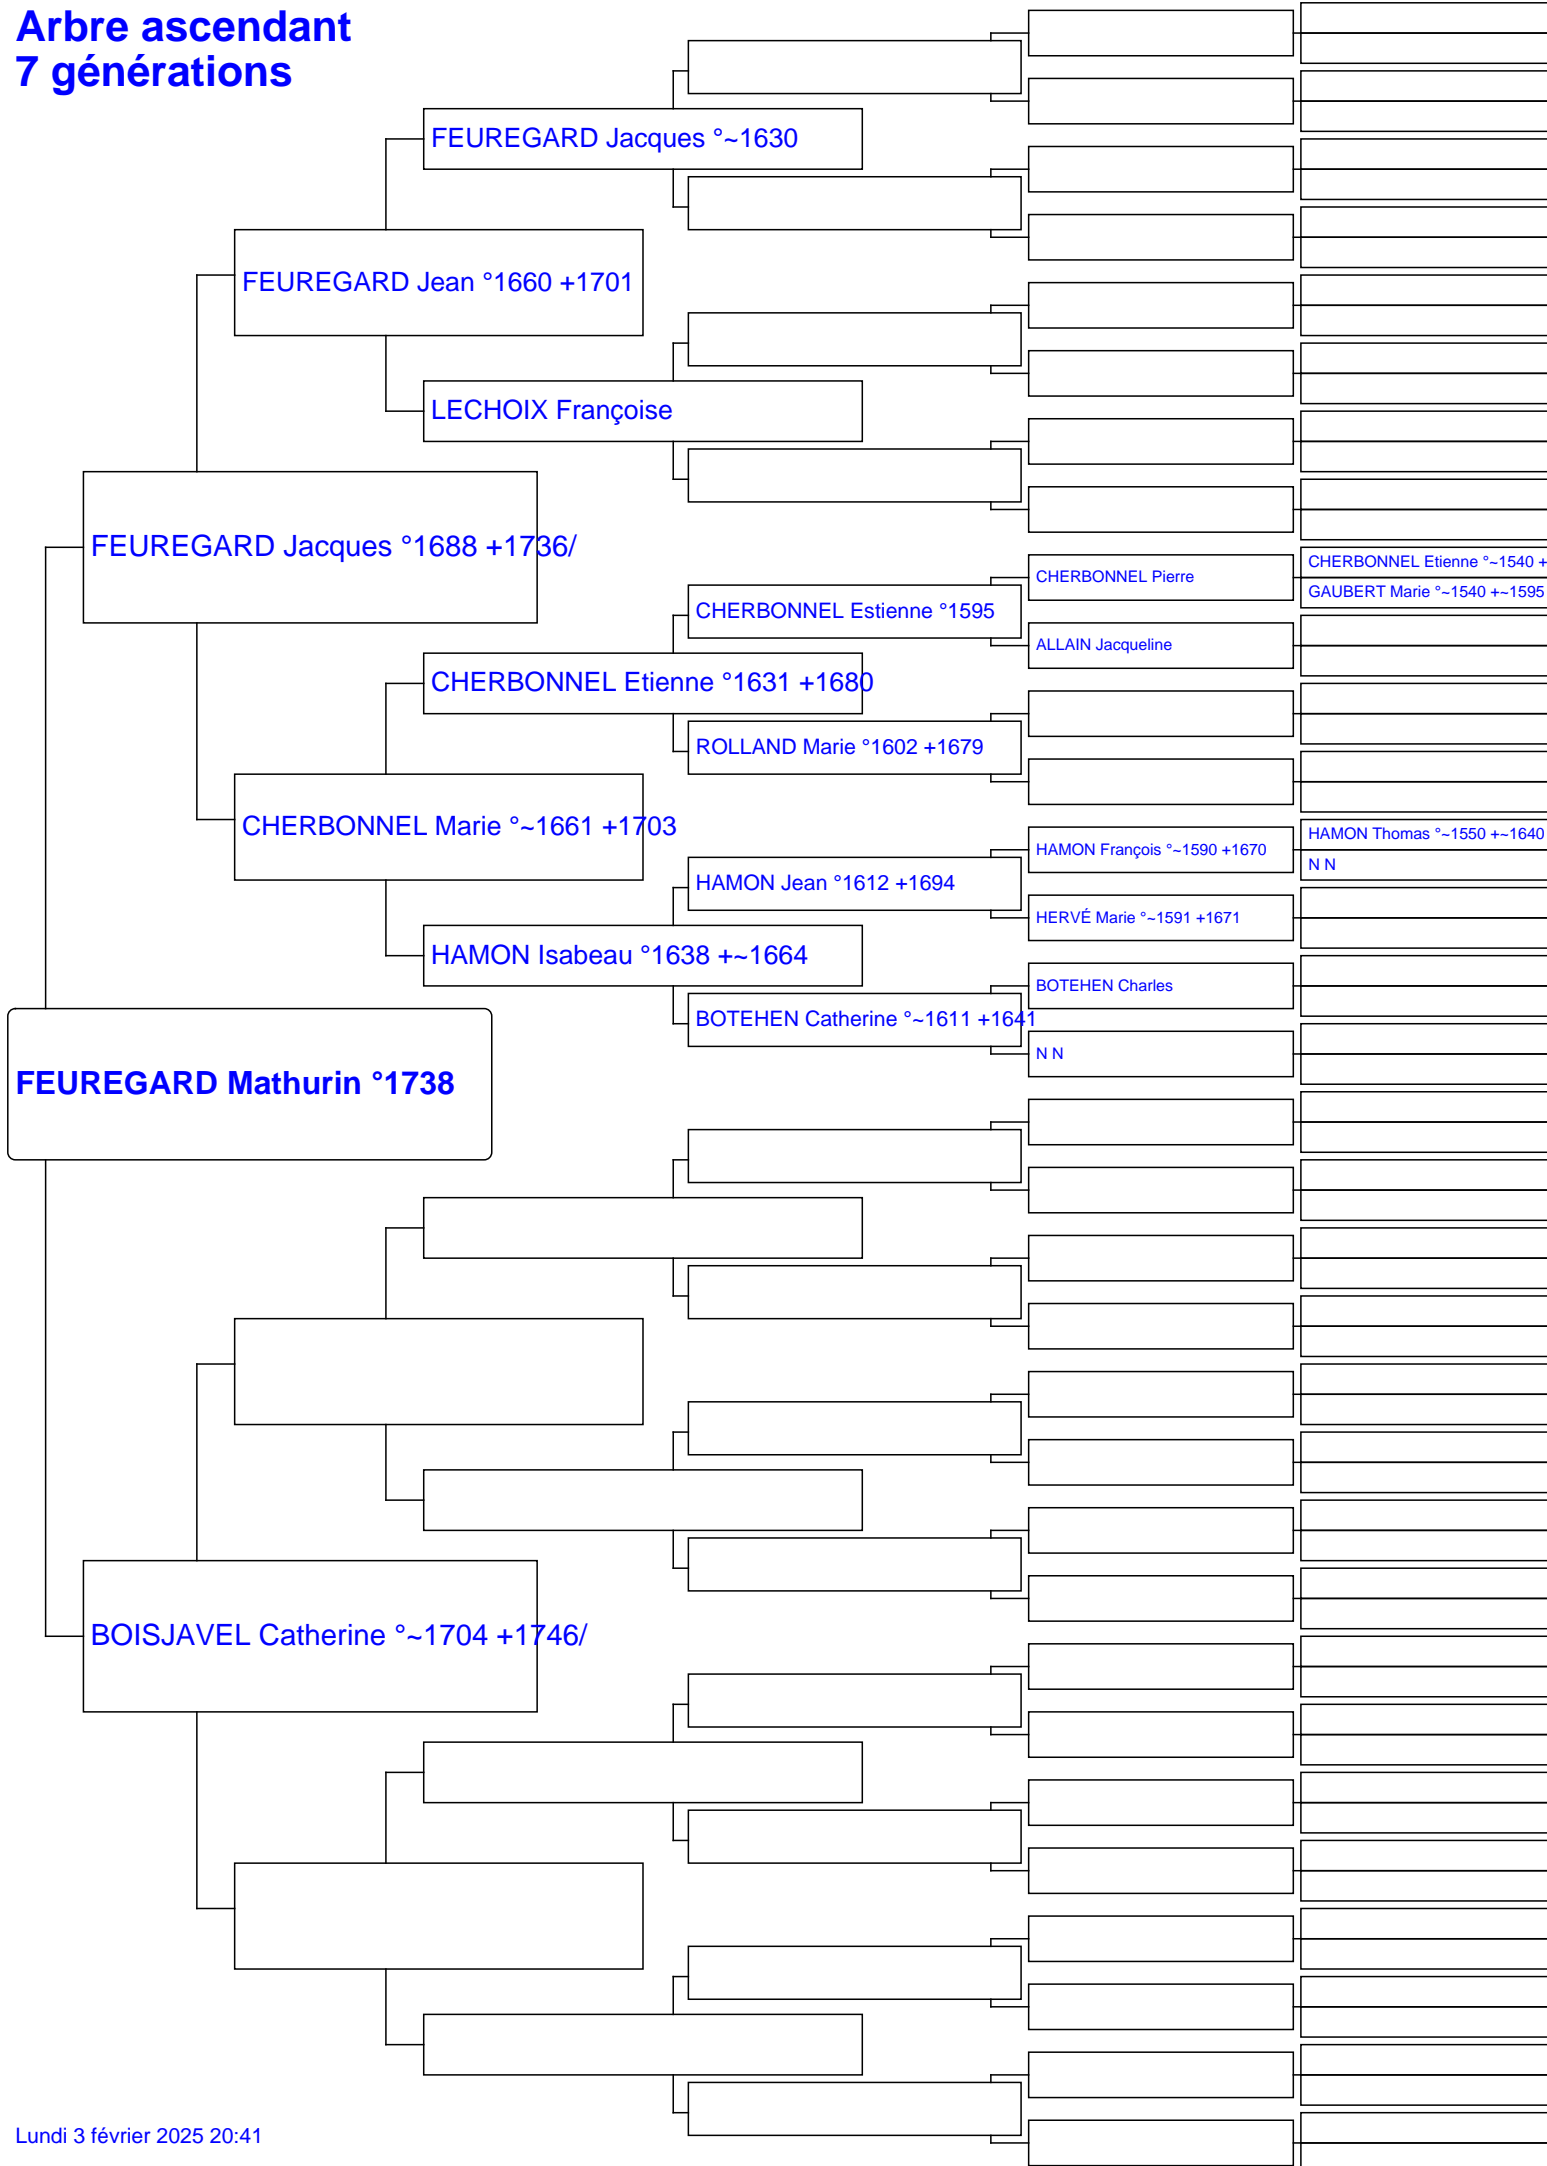 Arbre ascendant
7 générations
FEUREGARD Jacques °~1630
FEUREGARD Jean °1660 +1701
LECHOIX Françoise
FEUREGARD Jacques °1688 +1736/
CHERBONNEL Etienne °~1540 +
CHERBONNEL Pierre
GAUBERT Marie °~1540 +~1595
CHERBONNEL Estienne °1595
ALLAIN Jacqueline
CHERBONNEL Etienne °1631 +1680
ROLLAND Marie °1602 +1679
CHERBONNEL Marie °~1661 +1703
HAMON Thomas °~1550 +~1640
HAMON François °~1590 +1670
N N
HAMON Jean °1612 +1694
HERVÉ Marie °~1591 +1671
HAMON Isabeau °1638 +~1664
BOTEHEN Charles
BOTEHEN Catherine °~1611 +1641
N N
FEUREGARD Mathurin °1738
BOISJAVEL Catherine °~1704 +1746/
Lundi 3 février 2025 20:41